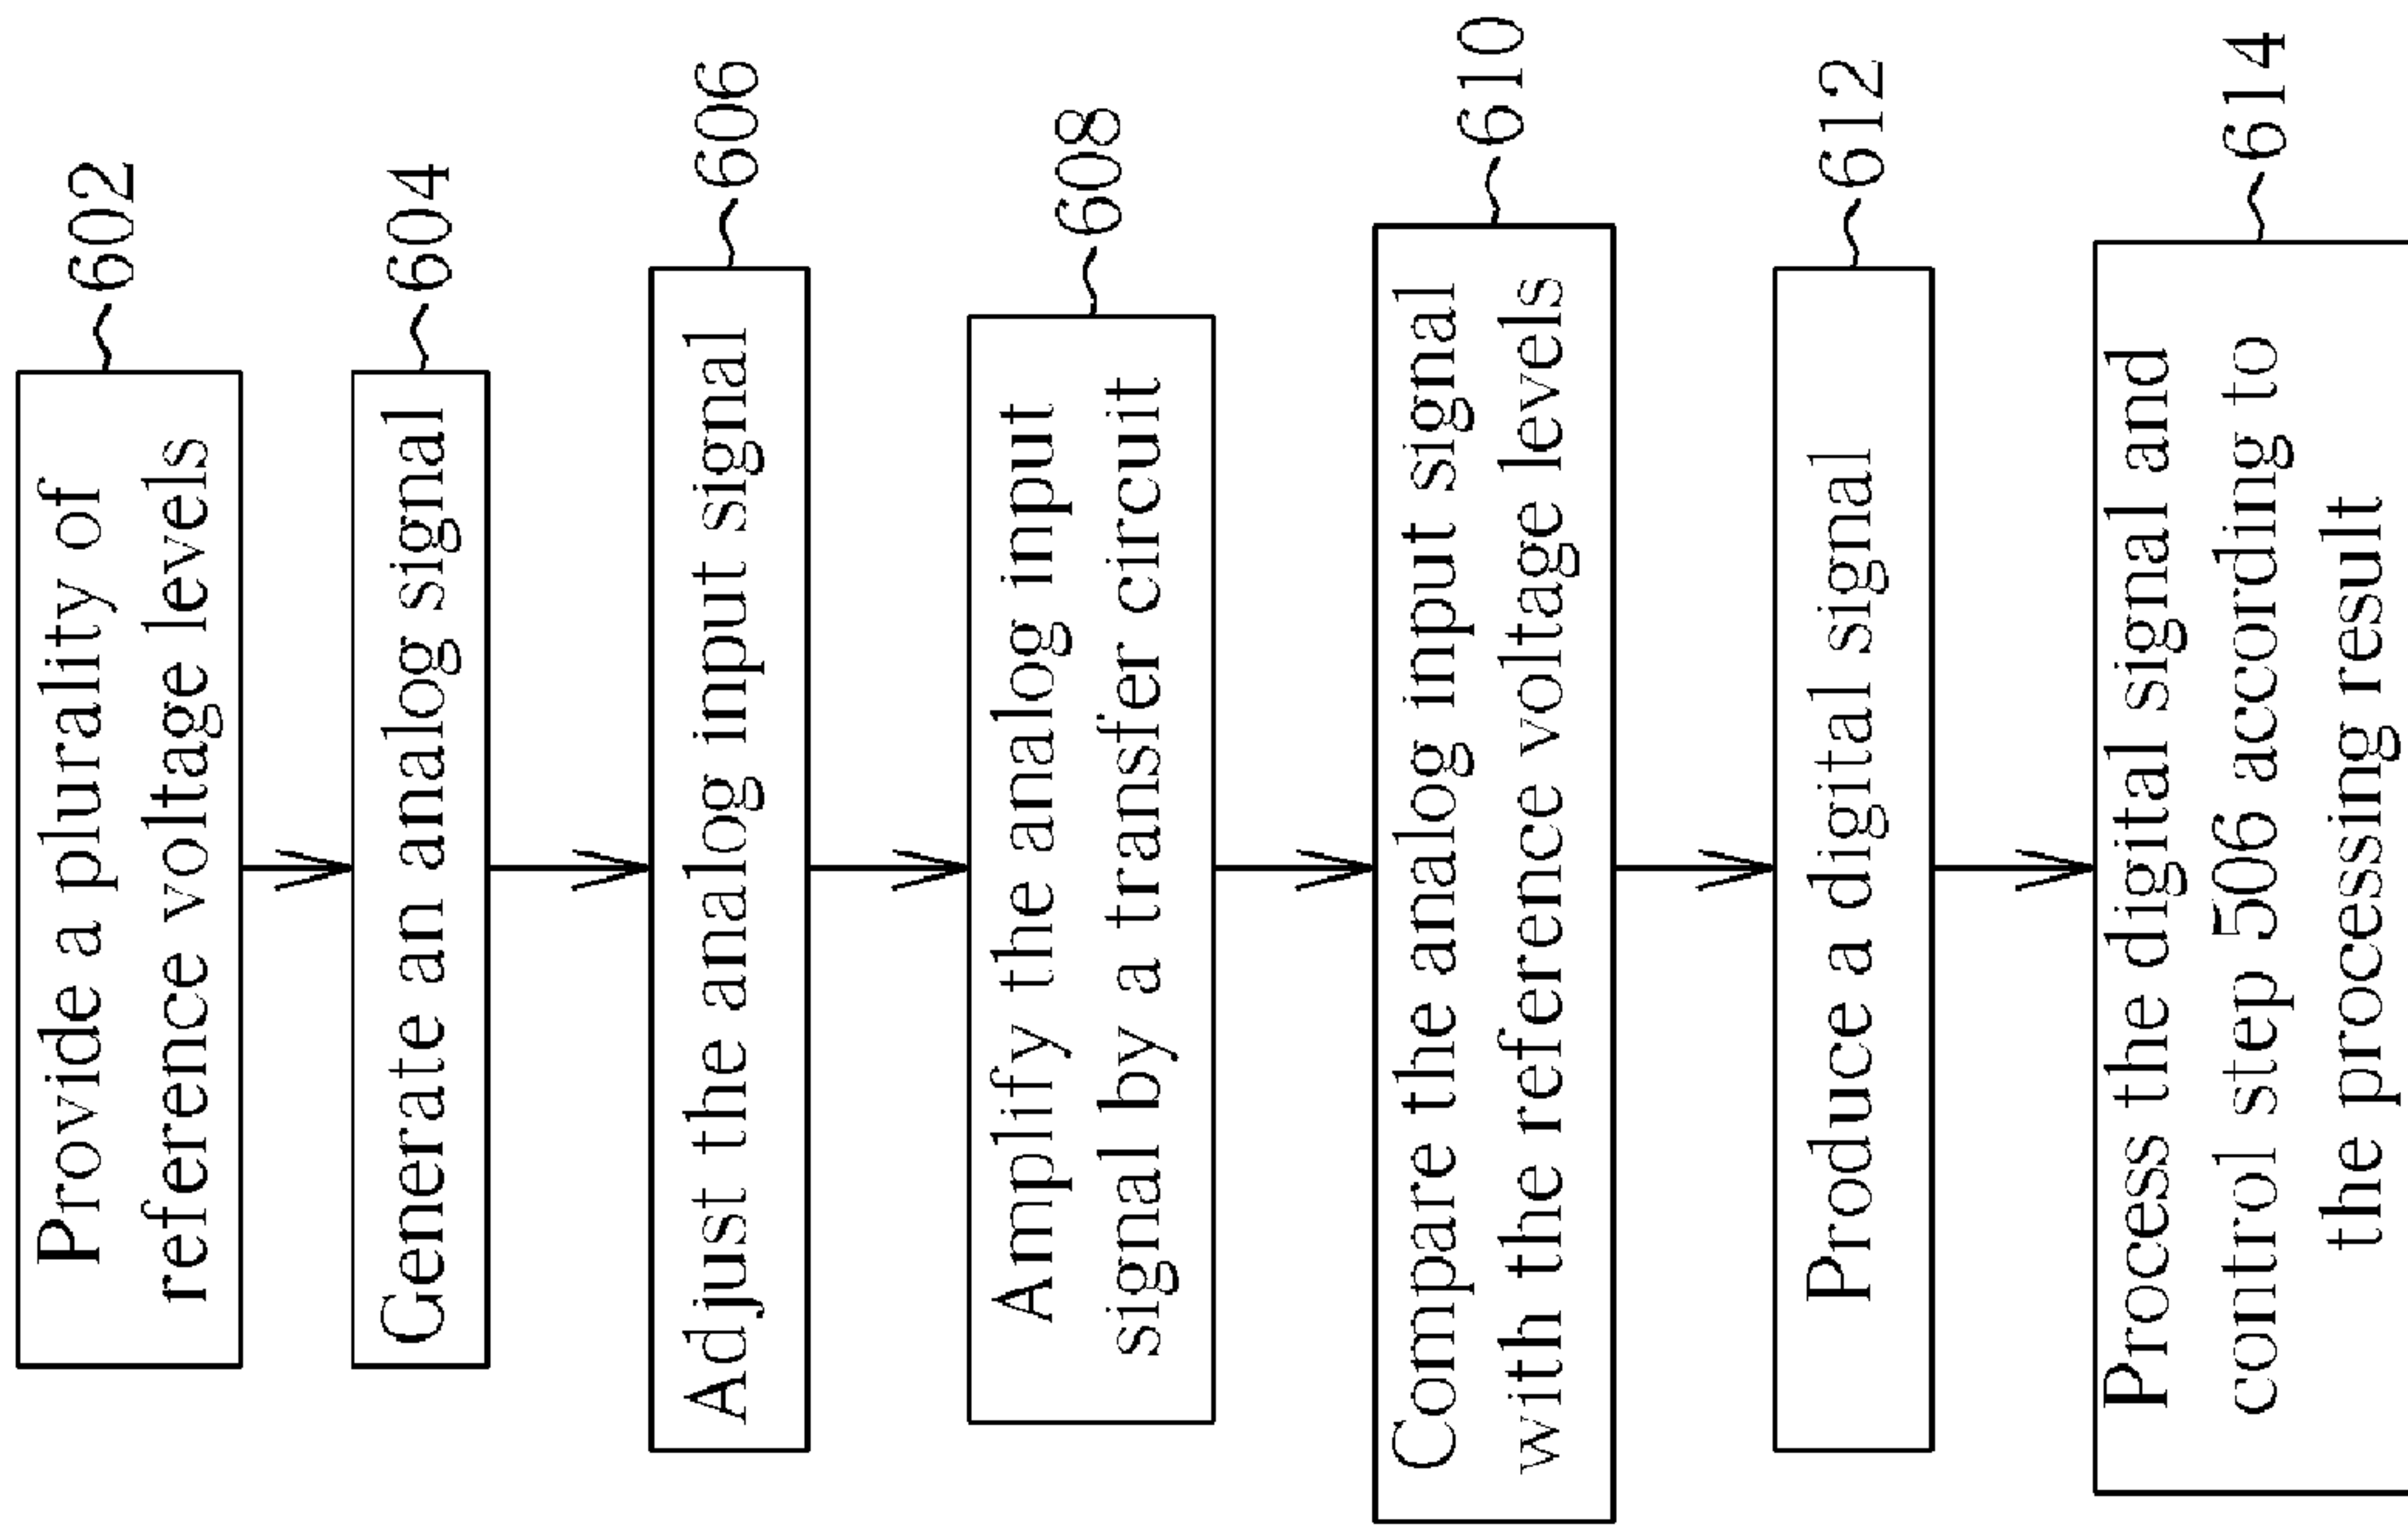 Provide a plurality of
reference voltage levels
602
Generate an analog signal
604
Adjust the analog input signal
606
Amplify the analog input
signal by a transfer circuit
608
Compare the analog input signal
with the reference voltage levels
610
Produce a digital signal
612
Process the digital signal and
control step 506 according to
the processing result
614